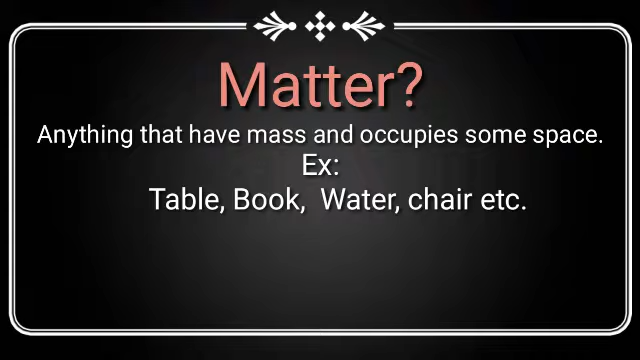 Matter?
Anything that have mass and occupies some space.
Ex:
Table, Book, Water, chair etc.